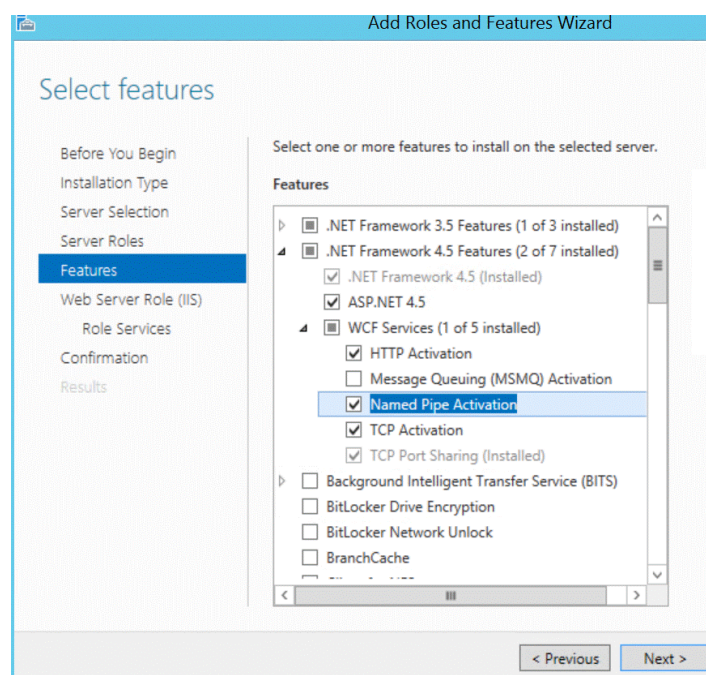 Add Roles and Features Wizard
Select features
Before You Begin
Installation Type
Server Selection
Server Roles
Features
Web Server Role (IIS)
Role Services
Confirmation
Results
Select one or more features to install on the selected server.
Features
.NET Framework 3.5 Features (1 of 3 installed)
.NET Framework 4.5 Features (2 of 7 installed)
.NET Framework 4.5 (Installed)
ASP.NET 4.5
WCF Services (1 of 5 installed)
HTTP Activation
Message Queuing (MSMQ) Activation
Named Pipe Activation
TCP Activation
TCP Port Sharing (Installed)
Background Intelligent Transfer Service (BITS)
BitLocker Drive Encryption
BitLocker Network Unlock
BranchCache
< Previous
Next >